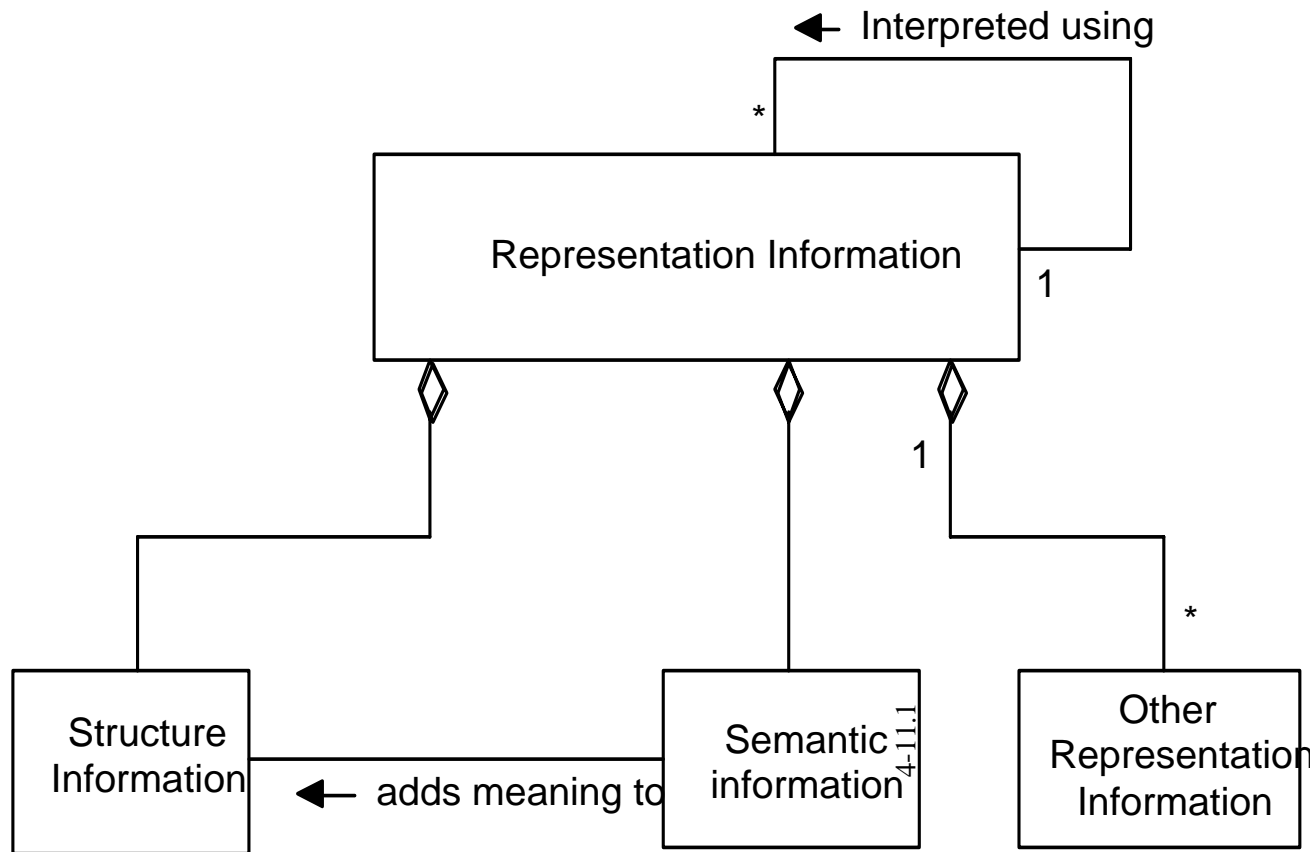 Interpreted using
*
Representation Information
1
1
*
Structure
Information
adds meaning to
Semantic
information
4-11.1
Other
Representation
Information